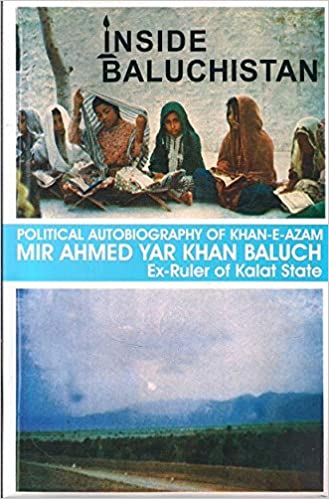 INSIDE
BALUCHISTAN
POLITICAL AUTOBIOGRAPHY OF KHAN-E-AZAM
MIR AHMED YAR KHAN BALUCH
Ex-Ruler of Kalat State